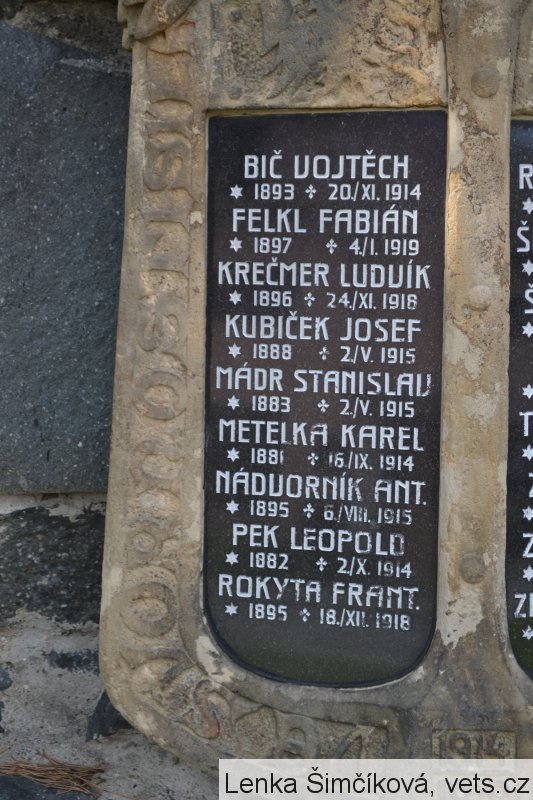 BIČ VOJTĚCH
* 1893 ✣ 20./XI. 1914
FELKL FABIÁN
* 1897 ✣ 4./I. 1919
KREČMER LUDVÍK
* 1896 ✣ 24./XI. 1918
KUBIČEK JOSEF
* 1888 ✣ 2./V. 1915
MÁDR STANISLAV
* 1883 ✣ 2./V. 1915
METELKA KAREL
* 1881 ✣ 16./IX. 1914
NÁDVORNÍK ANT.
* 1895 ✣ 6./VIII. 1915
PEK LEOPOLD
* 1882 ✣ 2./X. 1914
ROKYTA FRANT.
* 1895 ✣ 18./XII. 1918
Lenka Šimčíková, vets.cz